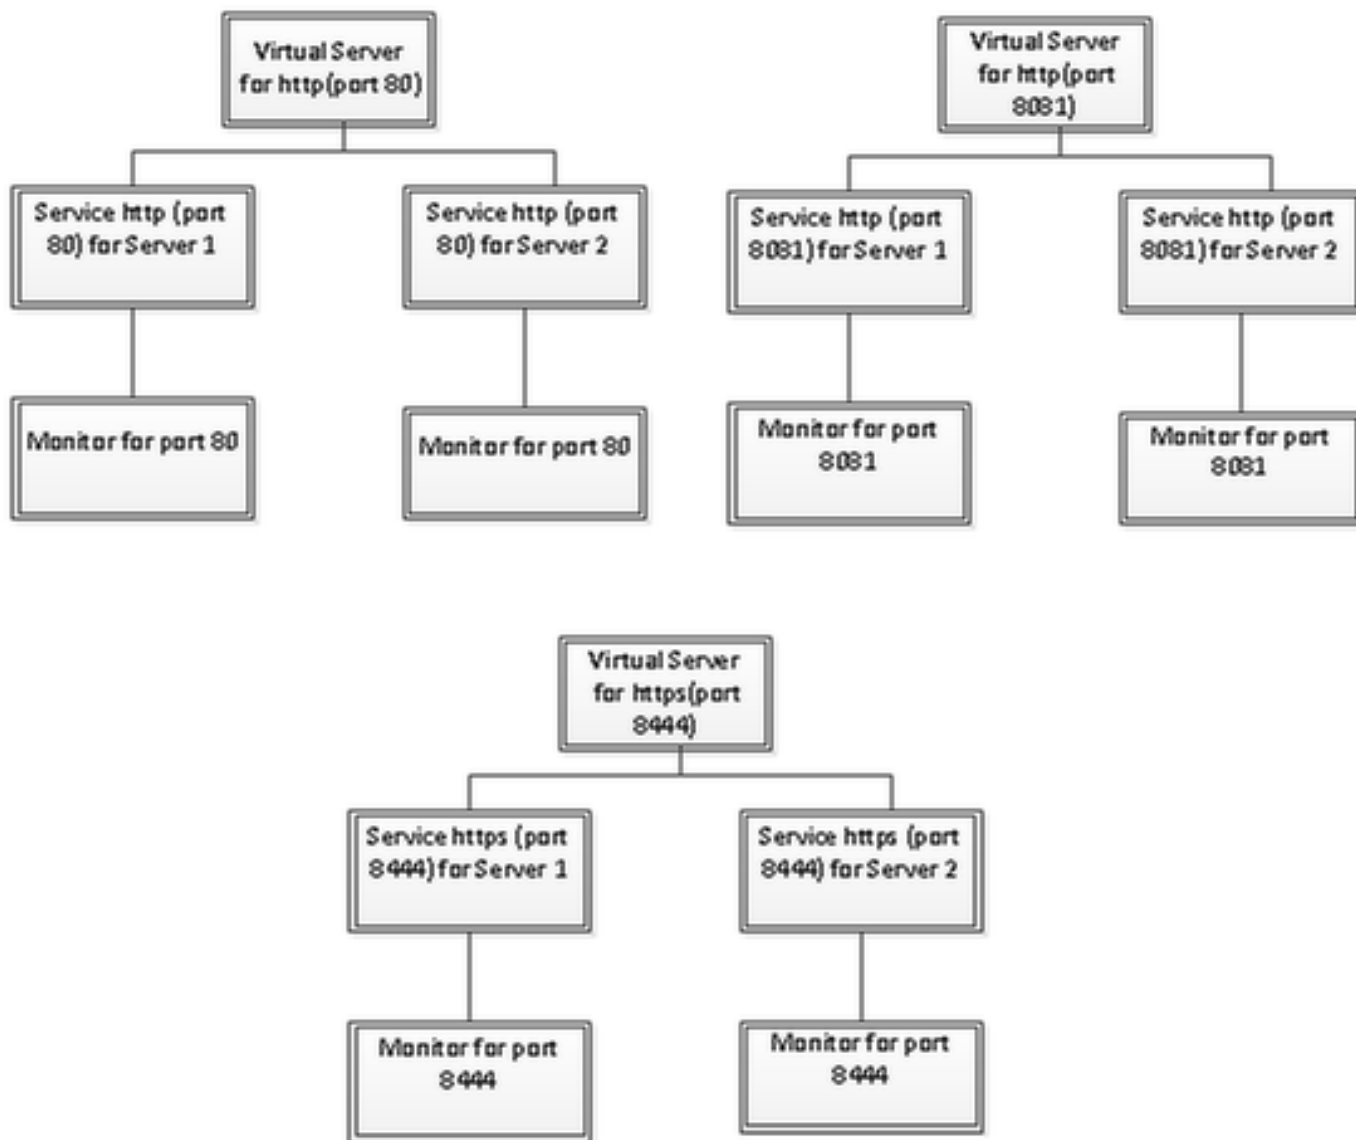 Virtual Server
for http(port 80)
Service http (port
80) for Server 1
Service http (port
80) for Server 2
Monitor for port 80
Monitor for port 80
Virtual Server
for http(port
8081)
Service http (port
8081) for Server 1
Service http (port
8081) for Server 2
Monitor for port
8081
Monitor for port
8081
Virtual Server
for https(port
8444)
Service https (port
8444) for Server 1
Service https (port
8444) for Server 2
Monitor for port
8444
Monitor for port
8444